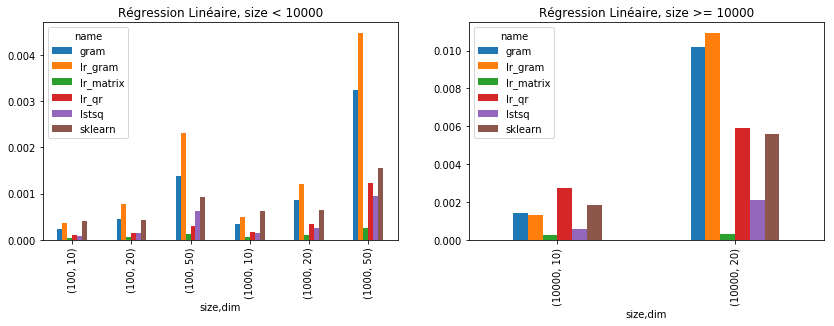 Régression Linéaire, size < 10000
name
gram
lr_gram
lr_matrix
lr_qr
lstsq
sklearn
0.004
0.003
0.002
0.001
0.000
(100, 10)
(100, 20)
(100, 50)
(1000, 10)
(1000, 20)
(1000, 50)
size,dim
Régression Linéaire, size >= 10000
name
gram
lr_gram
lr_matrix
lr_qr
lstsq
sklearn
0.010
0.008
0.006
0.004
0.002
0.000
(10000, 10)
(10000, 20)
size,dim